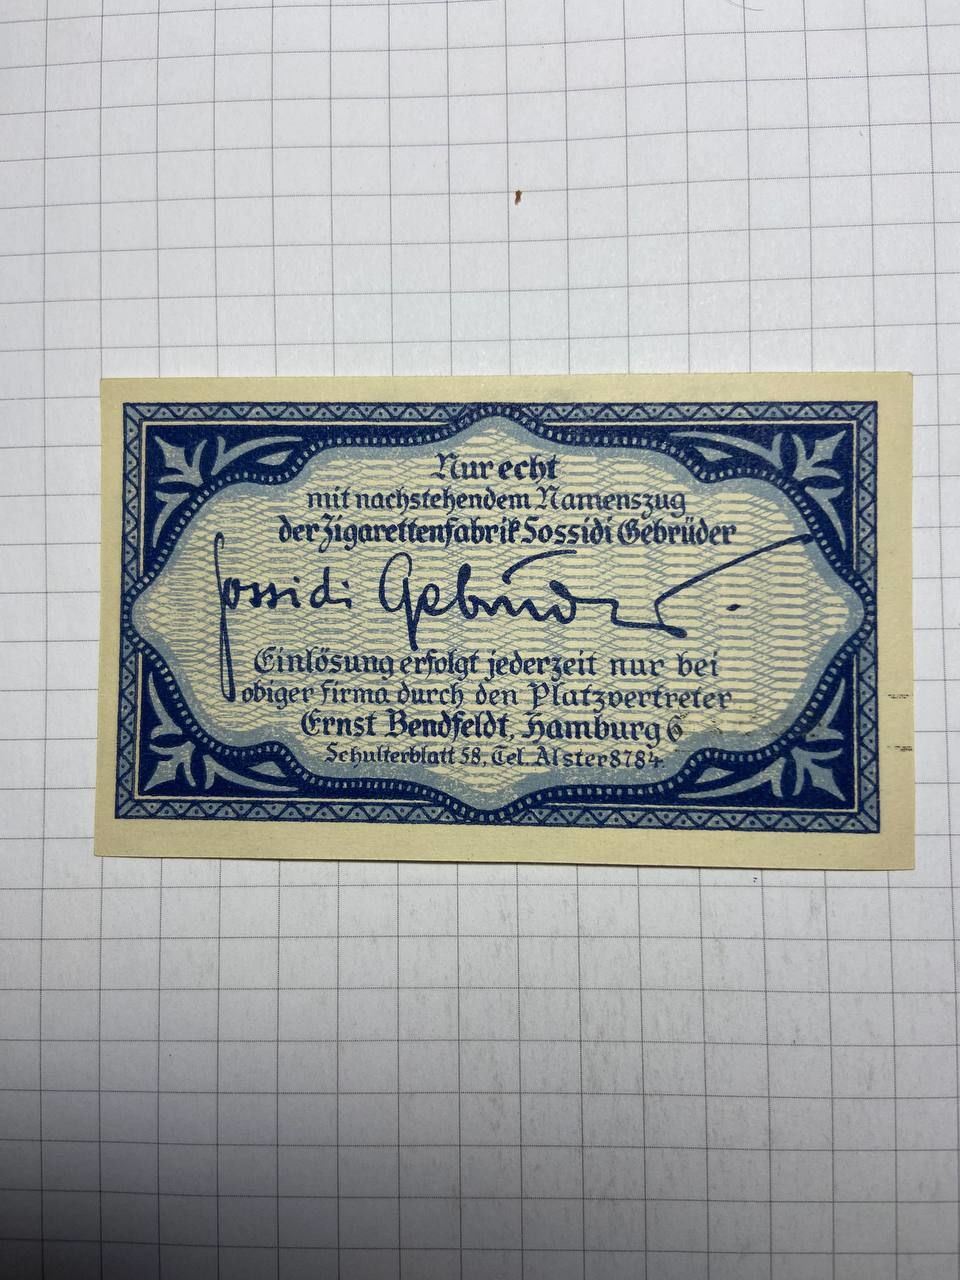 Nur echt
mit nachstehendem Namenszug
der Zigarettenfabrik Sossidi Gebrüder
Sossidi Gebrüder.
Einlösung erfolgt jederzeit nur bei
obiger Firma durch den Platzvertreter
Ernst Bendfeldt, Hamburg 6
Schulterblatt 58, Tel. Alster 8784.